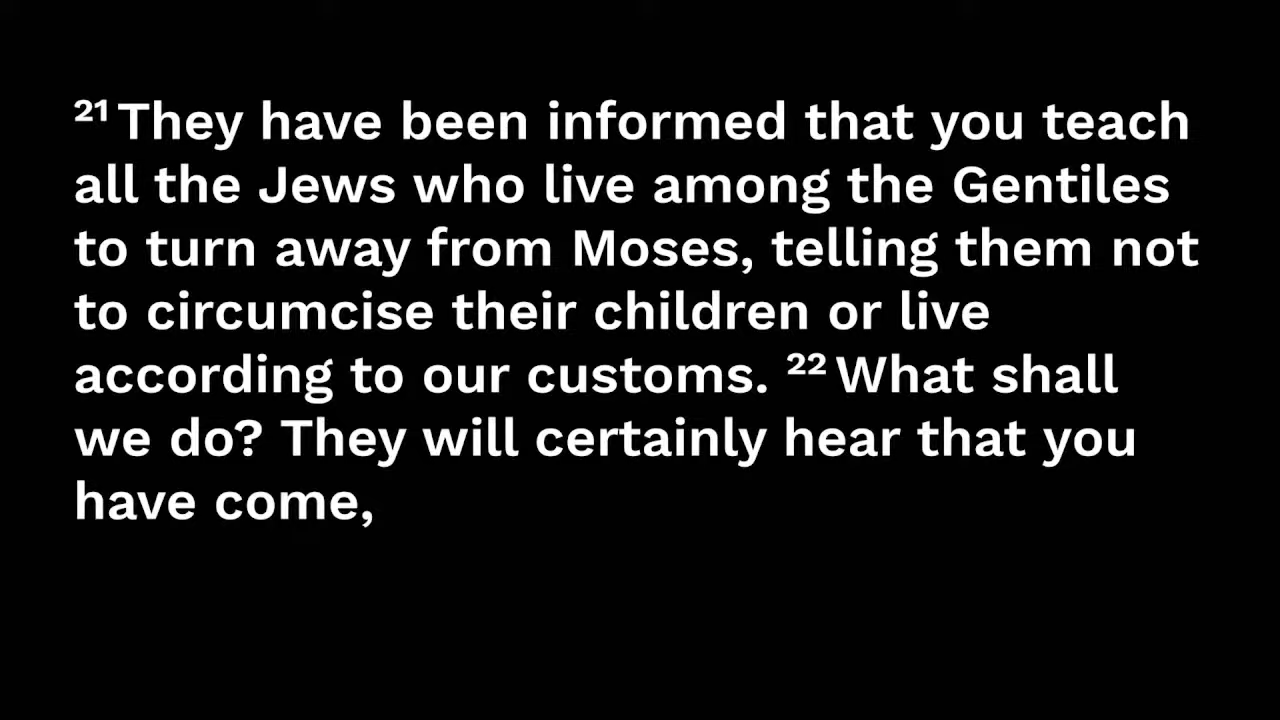 ²¹ They have been informed that you teach
all the Jews who live among the Gentiles
to turn away from Moses, telling them not
to circumcise their children or live
according to our customs. ²² What shall
we do? They will certainly hear that you
have come,